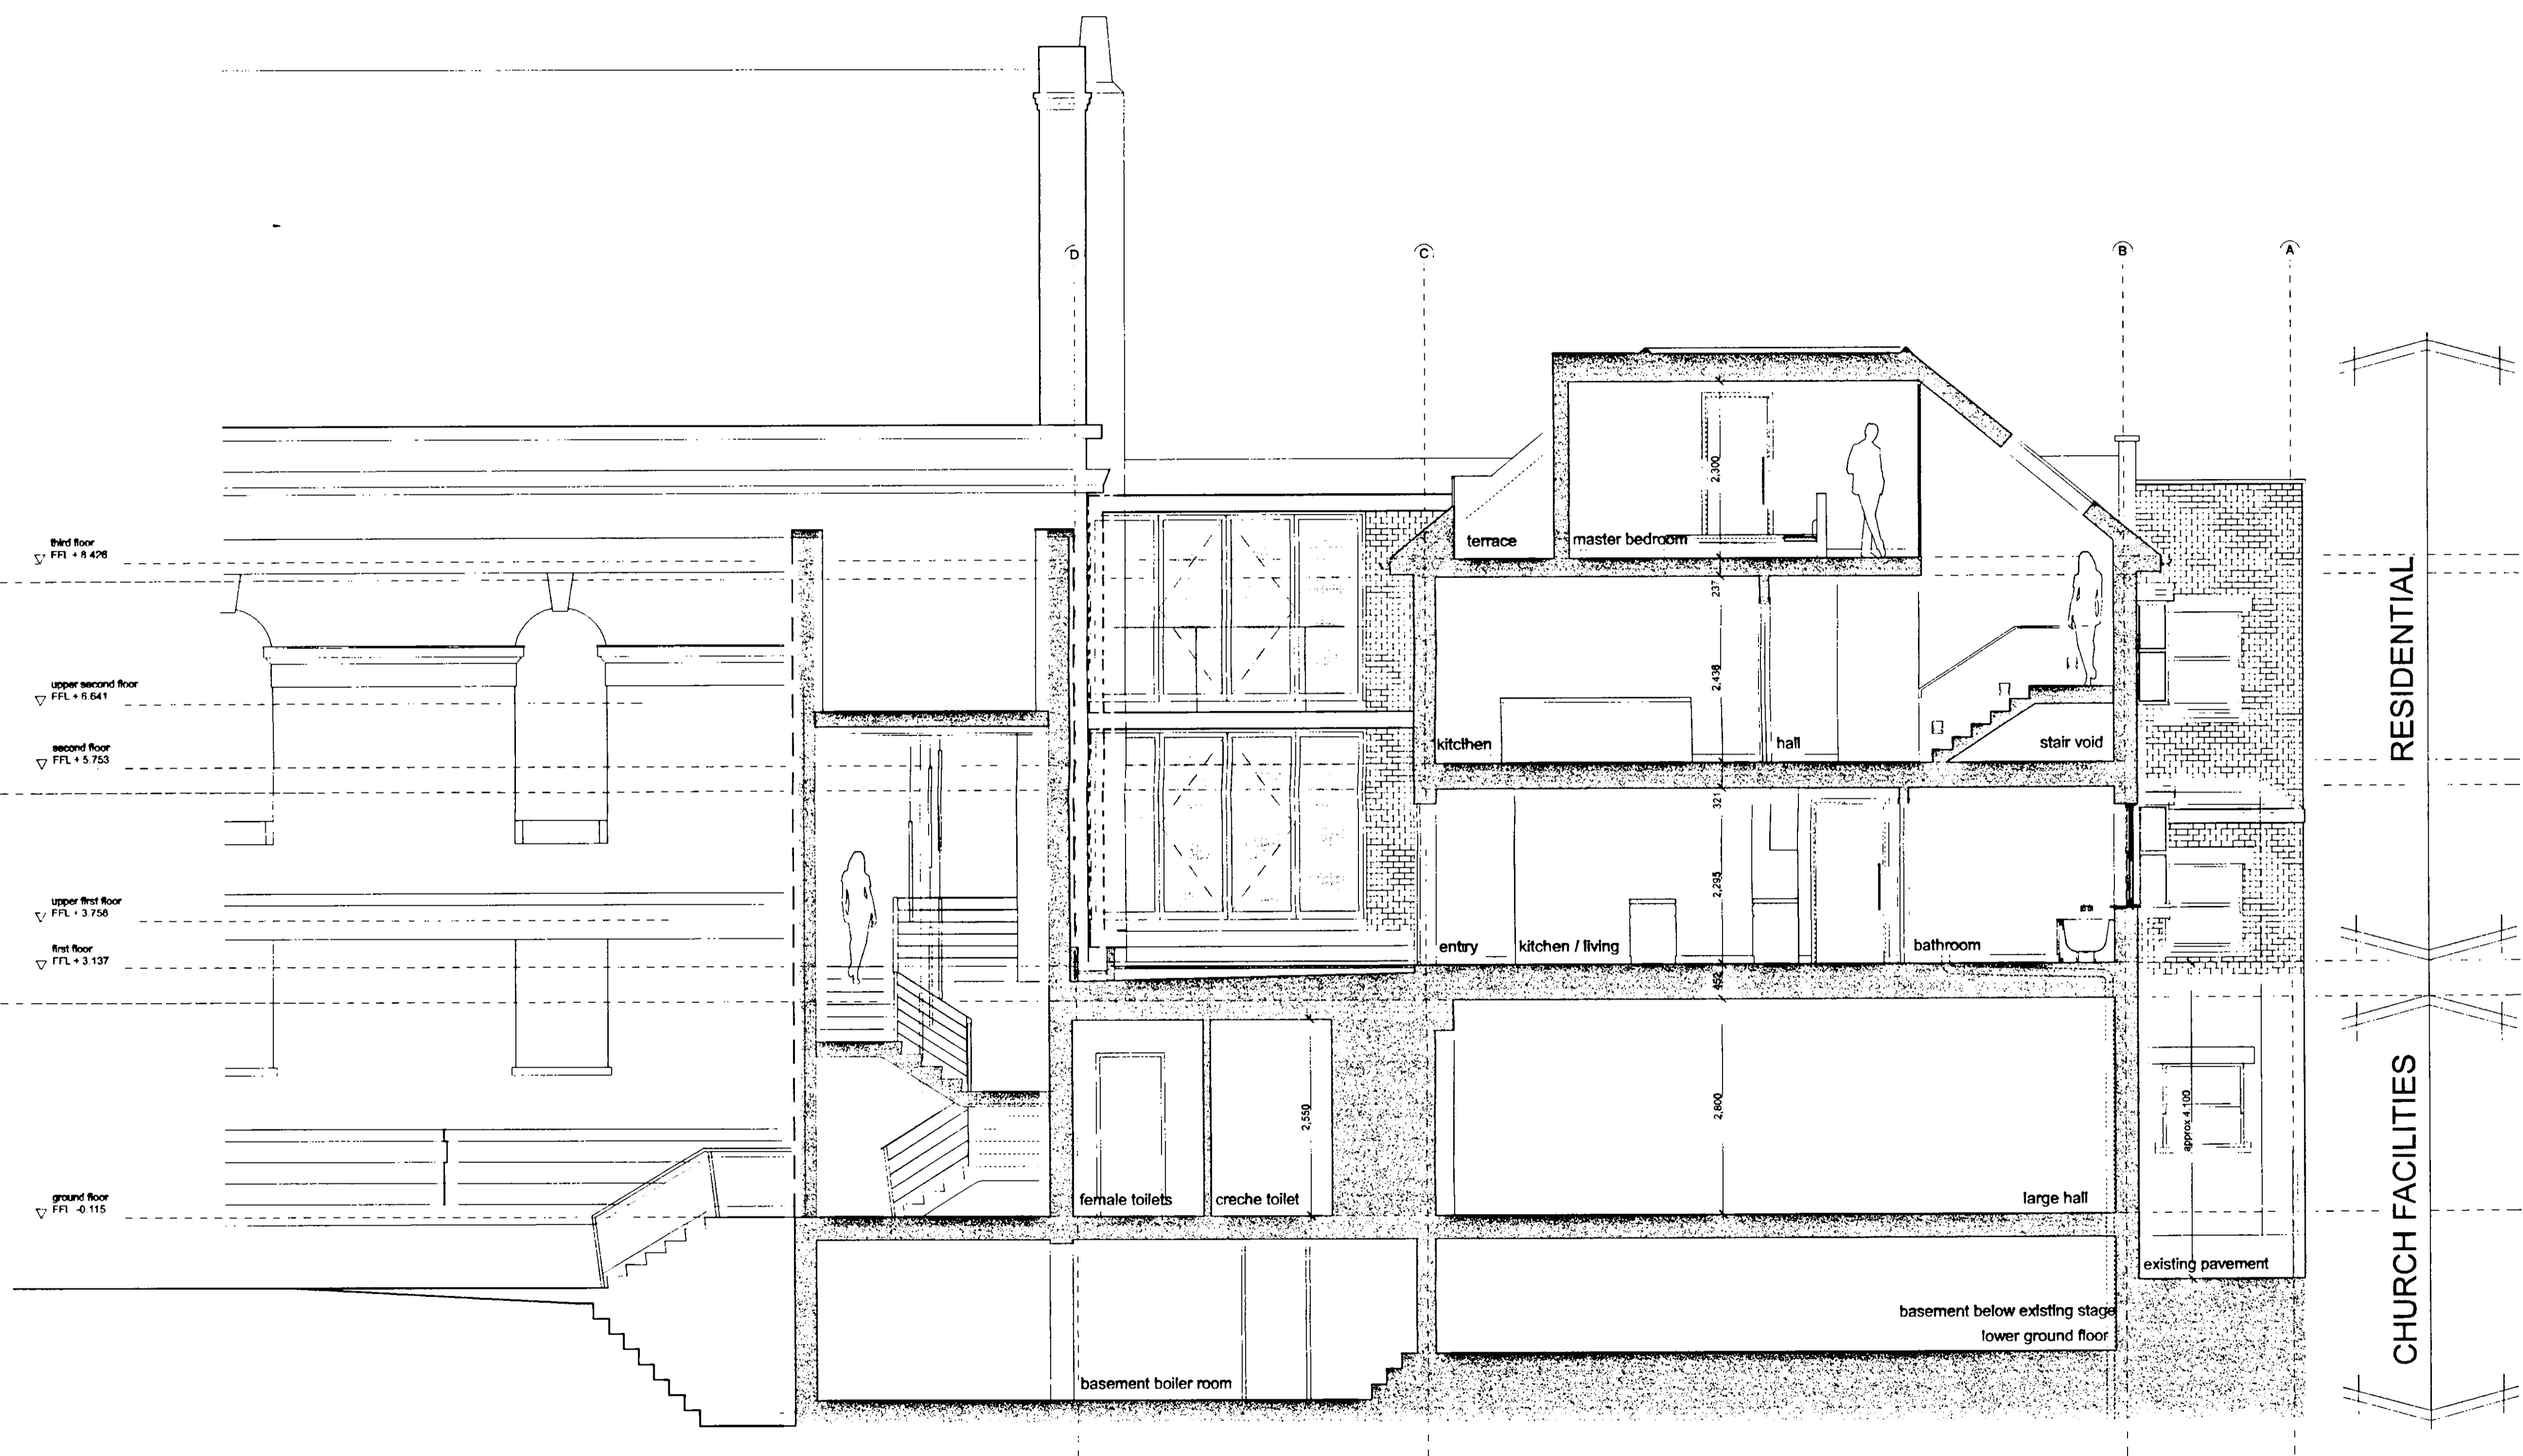 D
C
B
A
third floor
FFL + 8.426
upper second floor
FFL + 6.641
second floor
FFL + 5.753
upper first floor
FFL + 3.758
first floor
FFL + 3.137
ground floor
FFL -0.115
terrace
master bedroom
2,300
237
kitchen
hall
stair void
2,436
321
entry
kitchen / living
bathroom
2,295
452
female toilets
creche toilet
2,550
2,800
large hall
approx 4.100
existing pavement
basement below existing stage
lower ground floor
basement boiler room
RESIDENTIAL
CHURCH FACILITIES